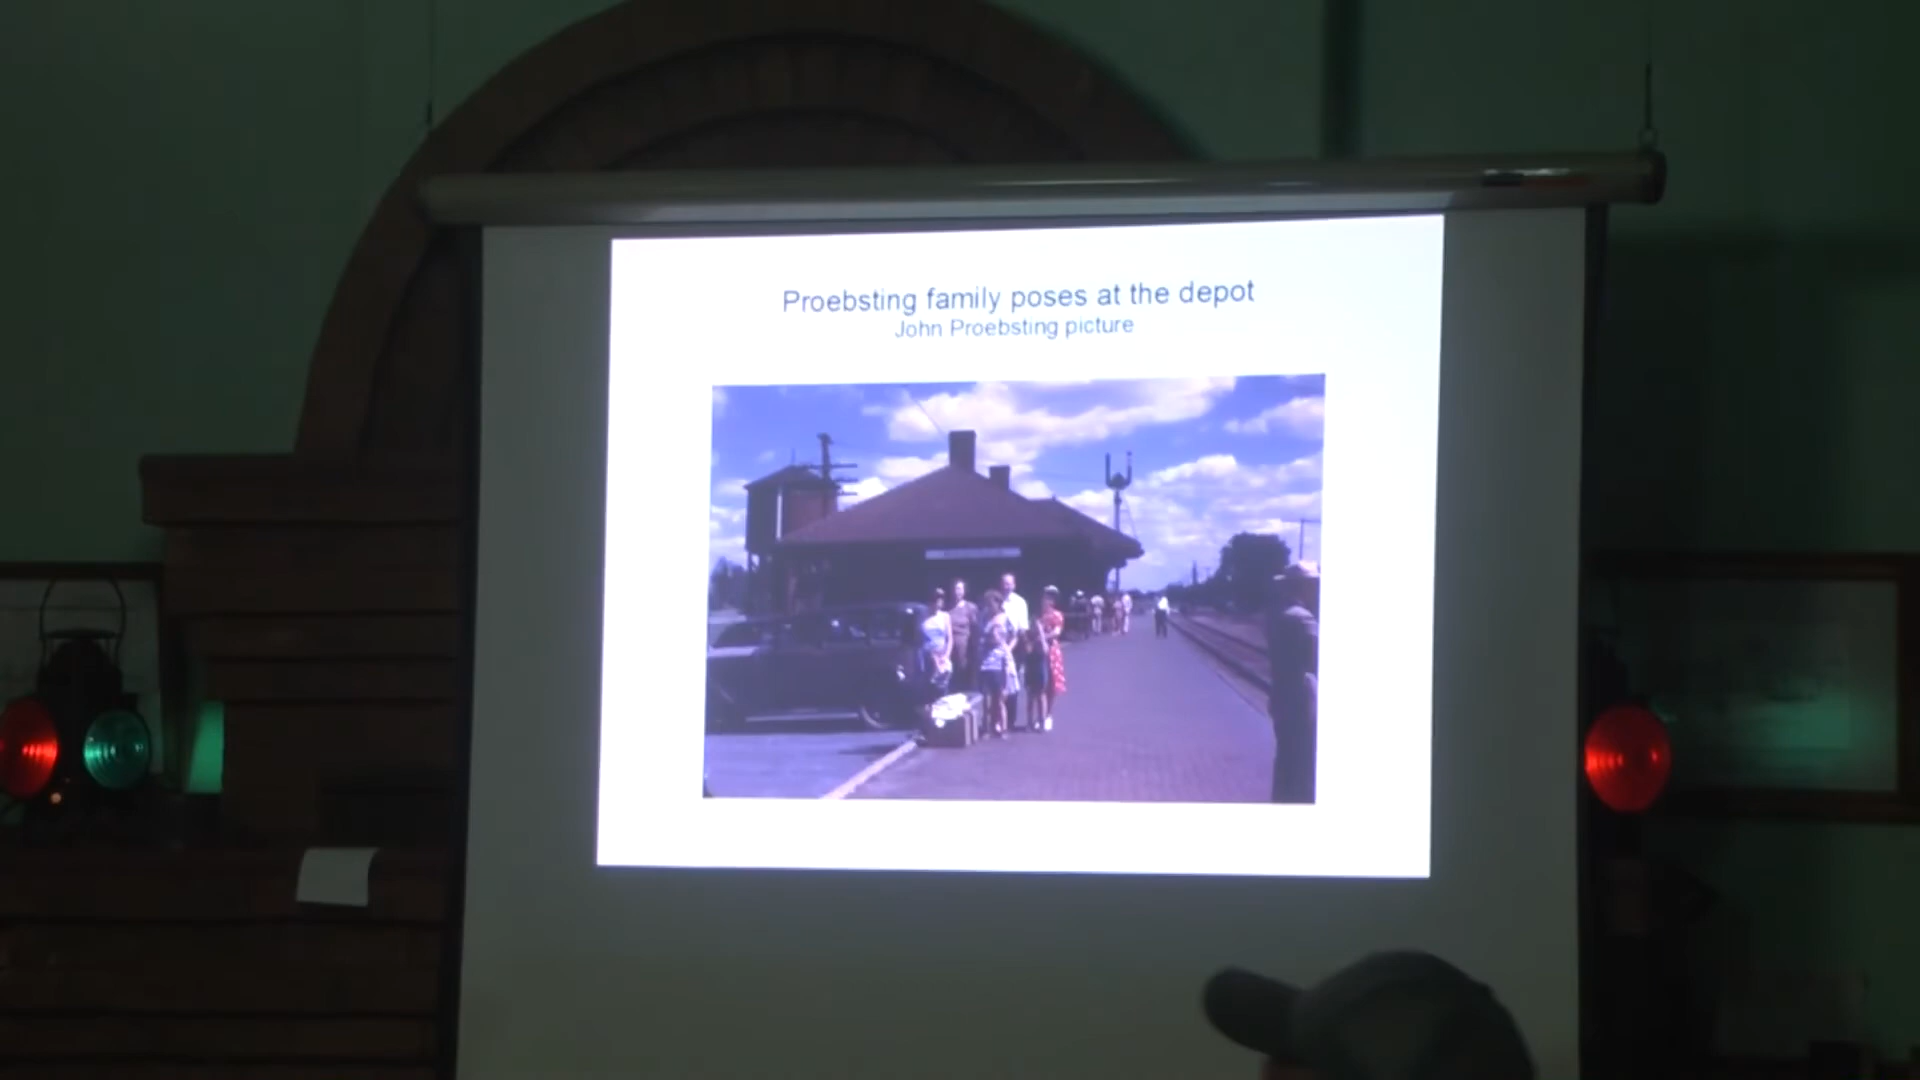 Proebsting family poses at the depot
John Proebsting picture